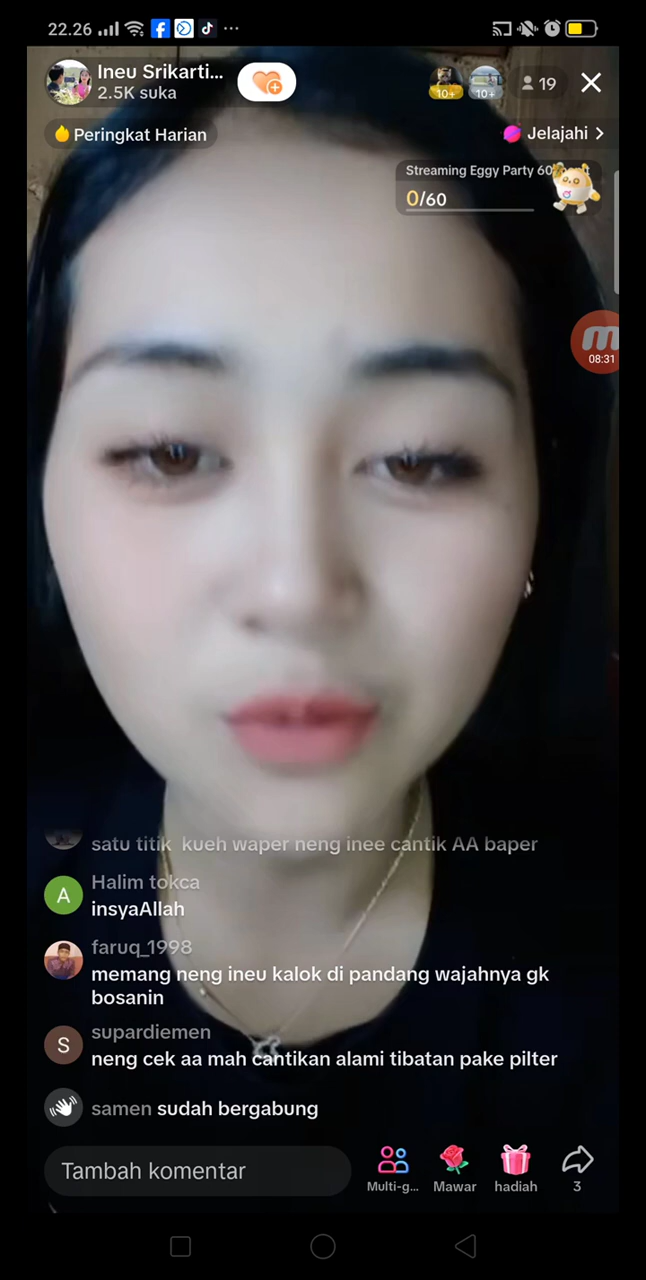 22.26
Ineu Srikarti...
2.5K suka
10+
10+
19
Peringkat Harian
Jelajahi
Streaming Eggy Party 60
0/60
08:31
satu titik kueh waper neng inee cantik AA baper
A
Halim tokca
insyaAllah
faruq_1998
memang neng ineu kalok di pandang wajahnya gk
bosanin
S
supardiemen
neng cek aa mah cantikan alami tibatan pake pilter
samen sudah bergabung
Tambah komentar
Multi-g...
Mawar
hadiah
3